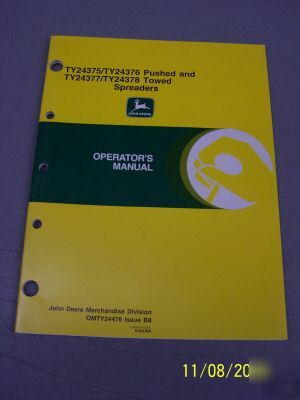 TY24375/TY24376 Pushed and
TY24377/TY24378 Towed
Spreaders
JOHN DEERE
OPERATOR'S
MANUAL
John Deere Merchandise Division
OMTY24476 Issue B8
ENGLISH
11/08/20